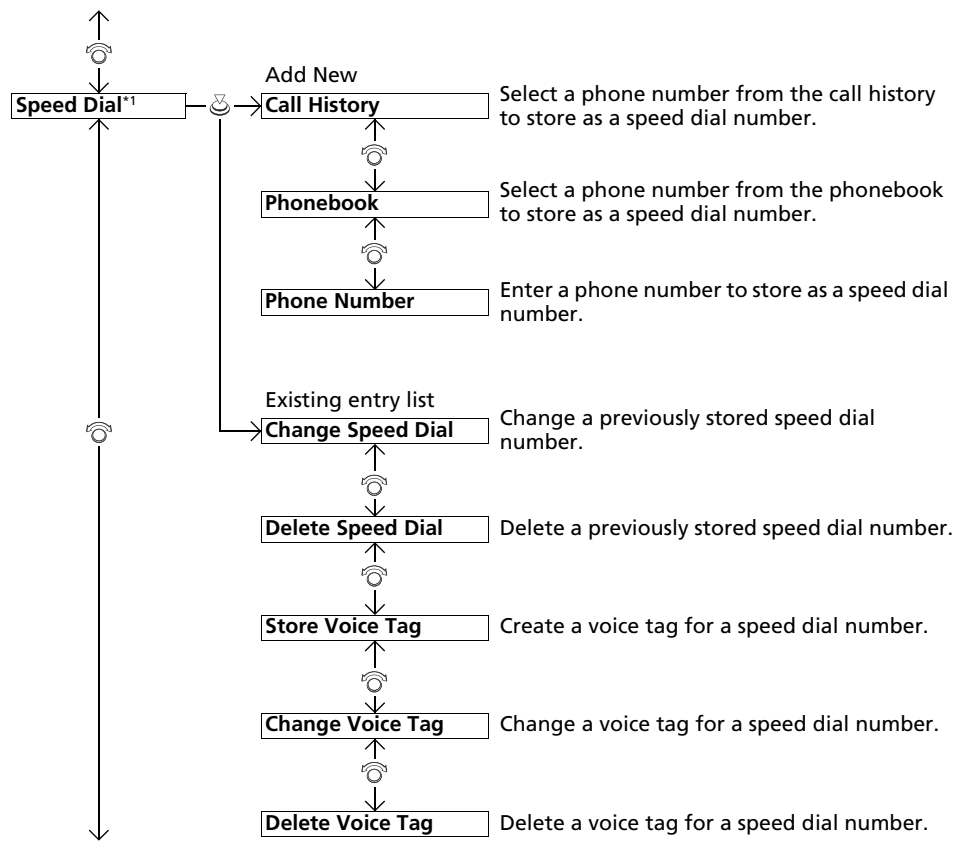 Add New
Speed Dial*1
Call History
Select a phone number from the call history
to store as a speed dial number.
Phonebook
Select a phone number from the phonebook
to store as a speed dial number.
Phone Number
Enter a phone number to store as a speed dial
number.
Existing entry list
Change Speed Dial
Change a previously stored speed dial
number.
Delete Speed Dial
Delete a previously stored speed dial number.
Store Voice Tag
Create a voice tag for a speed dial number.
Change Voice Tag
Change a voice tag for a speed dial number.
Delete Voice Tag
Delete a voice tag for a speed dial number.